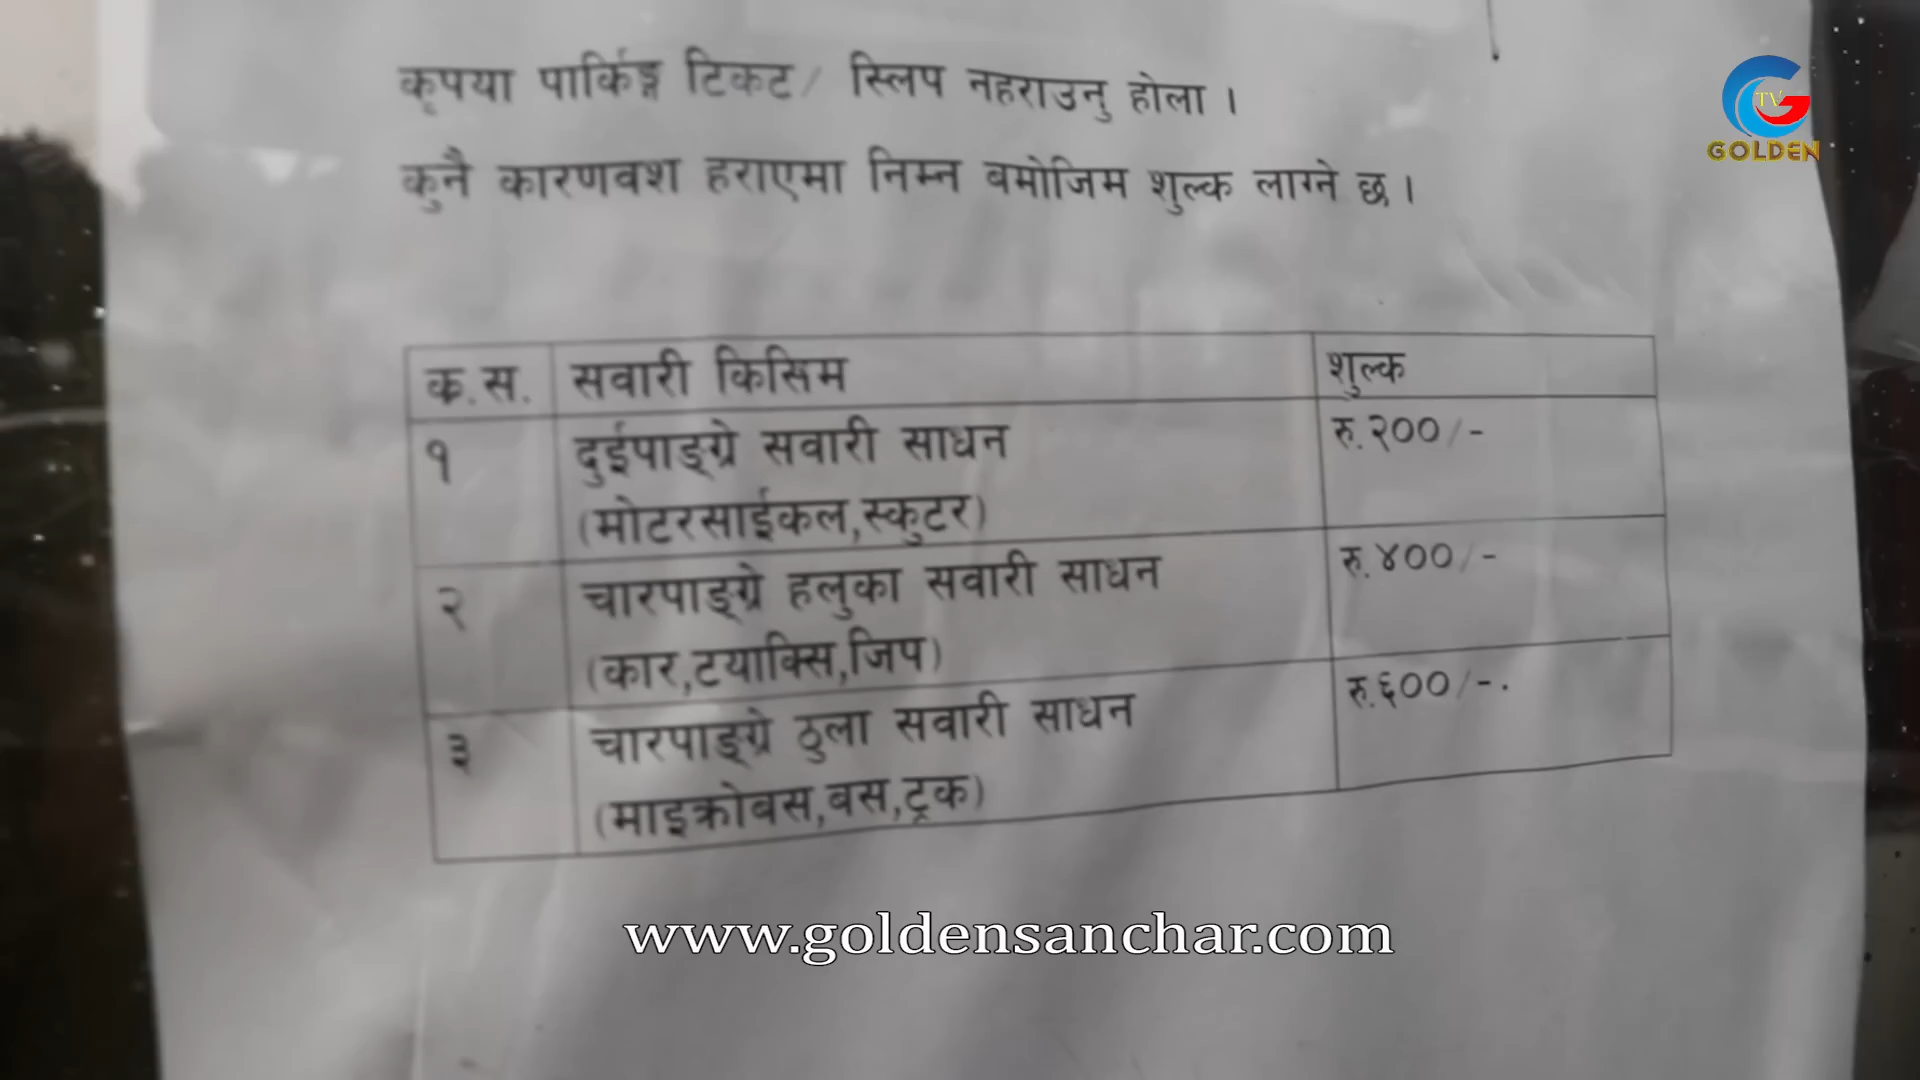 कृपया पार्किङ्ग टिकट/ स्लिप नहराउनु होला ।
कुनै कारणवश हराएमा निम्न बमोजिम शुल्क लाग्ने छ ।
TV
GOLDEN
क.स. सवारी किसिम शुल्क
१ दुईपाङ्ग्रे सवारी साधन रु.२००/-
(मोटरसाईकल,स्कुटर)
२ चारपाङ्ग्रे हलुका सवारी साधन रु.४००/-
(कार,टयाक्सि,जिप)
३ चारपाङ्ग्रे ठुला सवारी साधन रु.६००/-.
(माइक्रोबस,बस,ट्रक)
www.goldensanchar.com